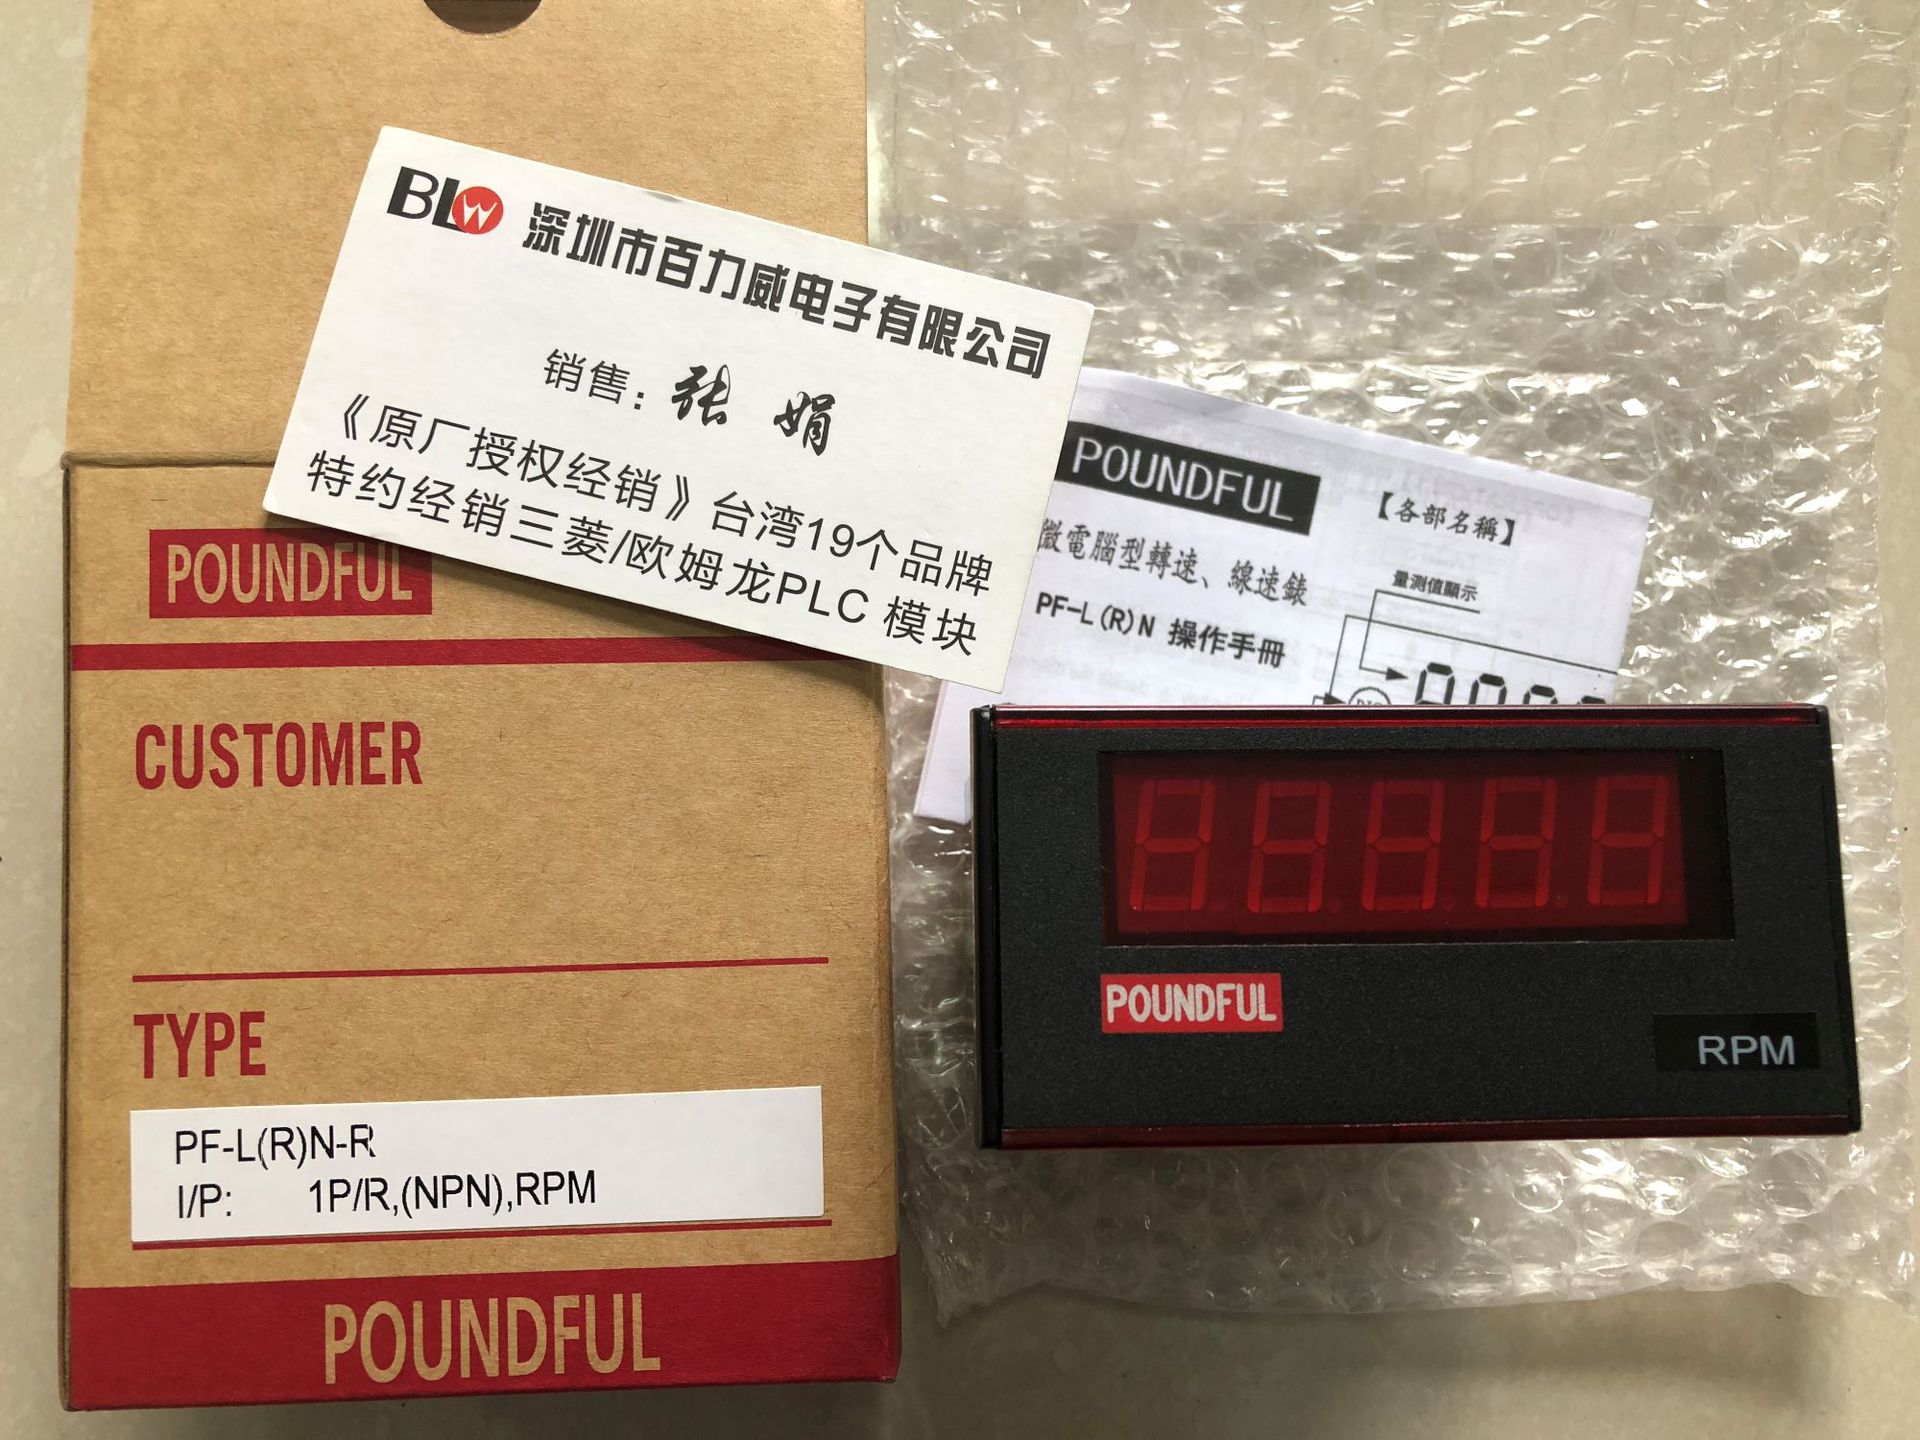 BLW 深圳市百力威电子有限公司
销售：张 娟
《原厂授权经销》台湾19个品牌
特约经销三菱/欧姆龙PLC 模块
POUNDFUL
CUSTOMER
TYPE
PF-L(R)N-R
I/P: 1P/R,(NPN),RPM
POUNDFUL
POUNDFUL
微電腦型轉速、線速錶
PF-L(R)N 操作手冊
【各部名稱】
量測值顯示
POUNDFUL
RPM